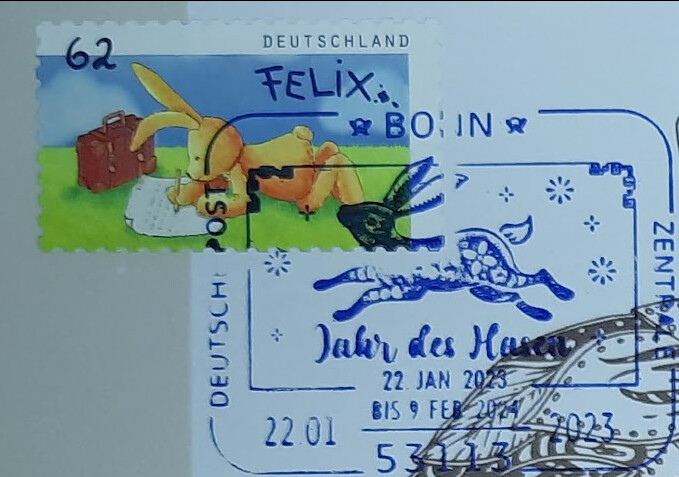 62
DEUTSCHLAND
FELIX
BONN
DEUTSCHE POST
ZENTRALE
Jahr des Hasen
22. JAN 2023
BIS 9 FEB 2024
22.01 2023
53113